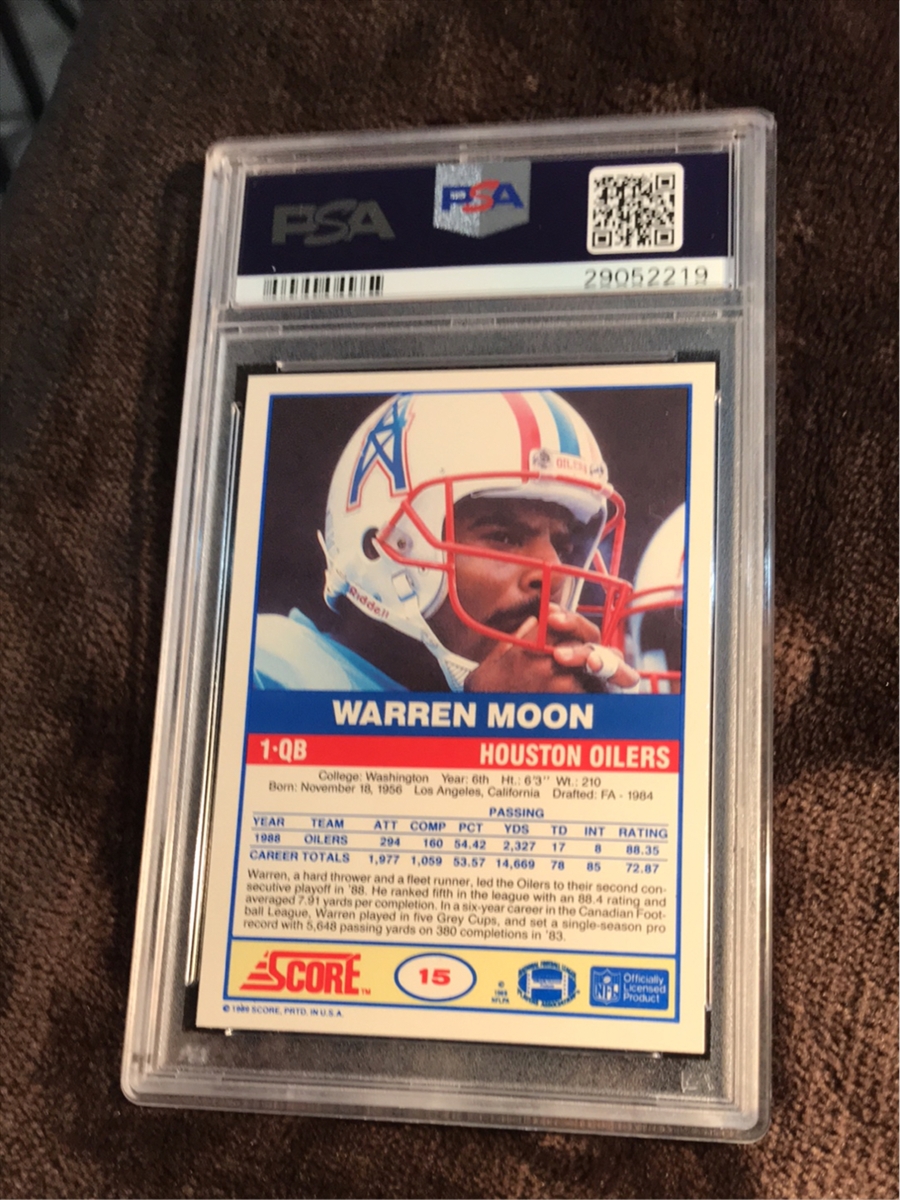 PSA
PSA
29052219
OILERS
Riddell
WARREN MOON
1·QB HOUSTON OILERS
College: Washington Year: 6th Ht.: 6'3" Wt.: 210
Born: November 18, 1956 Los Angeles, California Drafted: FA - 1984
PASSING
YEAR TEAM ATT COMP PCT YDS TD INT RATING
1988 OILERS 294 160 54.42 2,327 17 8 88.35
CAREER TOTALS 1,977 1,059 53.57 14,669 78 85 72.87
Warren, a hard thrower and a fleet runner, led the Oilers to their second con-
secutive playoff in '88. He ranked fifth in the league with an 88.4 rating and
averaged 7.91 yards per completion. In a six-year career in the Canadian Foot-
ball League, Warren played in five Grey Cups, and set a single-season pro
record with 5,648 passing yards on 380 completions in '83.
SCORE™ 15 © 1989 NFLPA NFL Officially
Licensed
Product
© 1989 SCORE, PRTD. IN U.S.A.